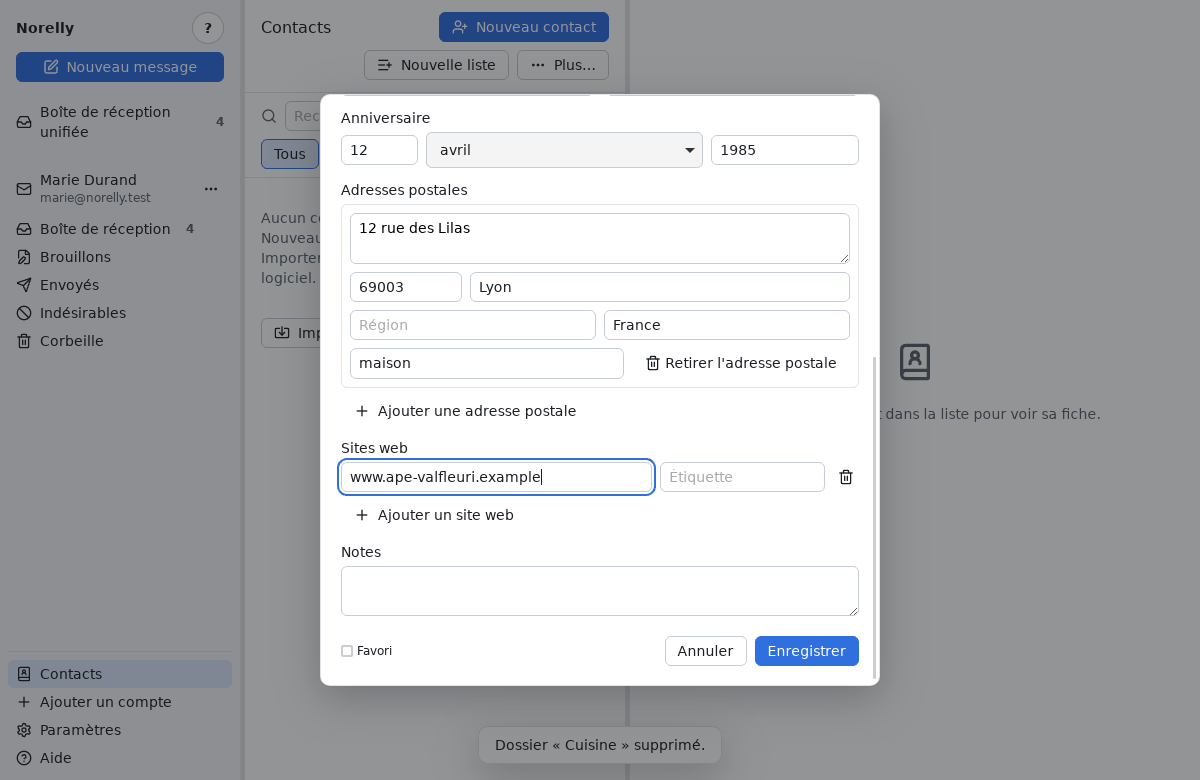 Norelly
?
Nouveau message
Boîte de réception
unifiée
4
Marie Durand
marie@norelly.test
Boîte de réception
4
Brouillons
Envoyés
Indésirables
Corbeille
Contacts
Ajouter un compte
Paramètres
Aide
Contacts
Nouveau contact
Nouvelle liste
Plus...
Tous
Nouveau
logiciel.
Anniversaire
12
avril
1985
Adresses postales
12 rue des Lilas
69003
Lyon
Région
France
maison
Retirer l'adresse postale
Ajouter une adresse postale
Sites web
www.ape-valfleuri.example
Étiquette
Ajouter un site web
Notes
Favori
Annuler
Enregistrer
dans la liste pour voir sa fiche.
Dossier « Cuisine » supprimé.